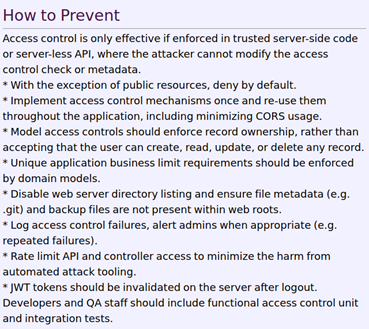 How to Prevent
Access control is only effective if enforced in trusted server-side code
or server-less API, where the attacker cannot modify the access
control check or metadata.
* With the exception of public resources, deny by default.
* Implement access control mechanisms once and re-use them
throughout the application, including minimizing CORS usage.
* Model access controls should enforce record ownership, rather than
accepting that the user can create, read, update, or delete any record.
* Unique application business limit requirements should be enforced
by domain models.
* Disable web server directory listing and ensure file metadata (e.g.
.git) and backup files are not present within web roots.
* Log access control failures, alert admins when appropriate (e.g.
repeated failures).
* Rate limit API and controller access to minimize the harm from
automated attack tooling.
* JWT tokens should be invalidated on the server after logout.
Developers and QA staff should include functional access control unit
and integration tests.